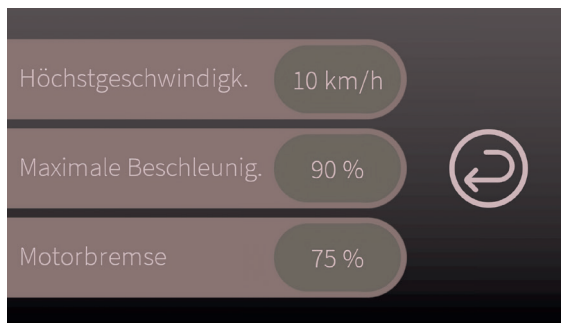 Höchstgeschwindigk. 10 km/h
Maximale Beschleunig. 90 %
Motorbremse 75 %